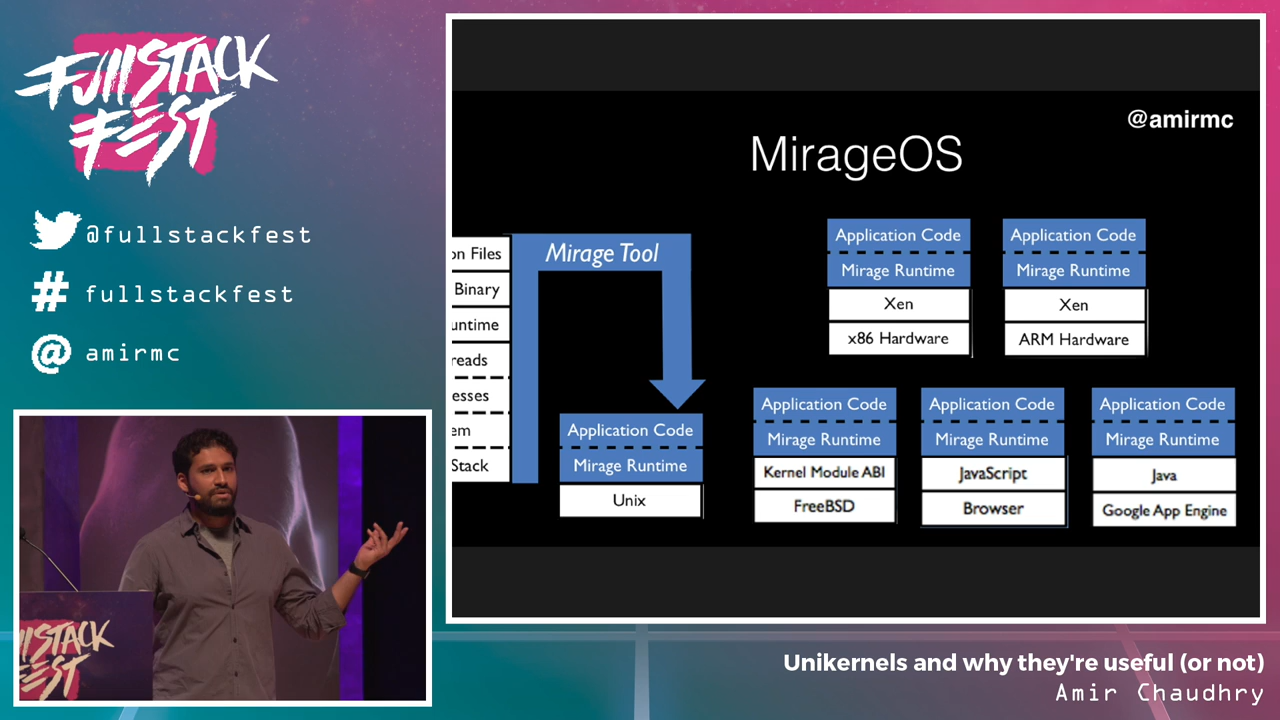 FullStack
Fest
@fullstackfest
# fullstackfest
@ amirmc
@amirmc
MirageOS
on Files
Binary
untime
reads
esses
em
Stack
Mirage Tool
Application Code
Mirage Runtime
Unix
Application Code
Mirage Runtime
Xen
x86 Hardware
Application Code
Mirage Runtime
Xen
ARM Hardware
Application Code
Mirage Runtime
Kernel Module ABI
FreeBSD
Application Code
Mirage Runtime
JavaScript
Browser
Application Code
Mirage Runtime
Java
Google App Engine
llStack
Fest
Unikernels and why they're useful (or not)
Amir Chaudhry